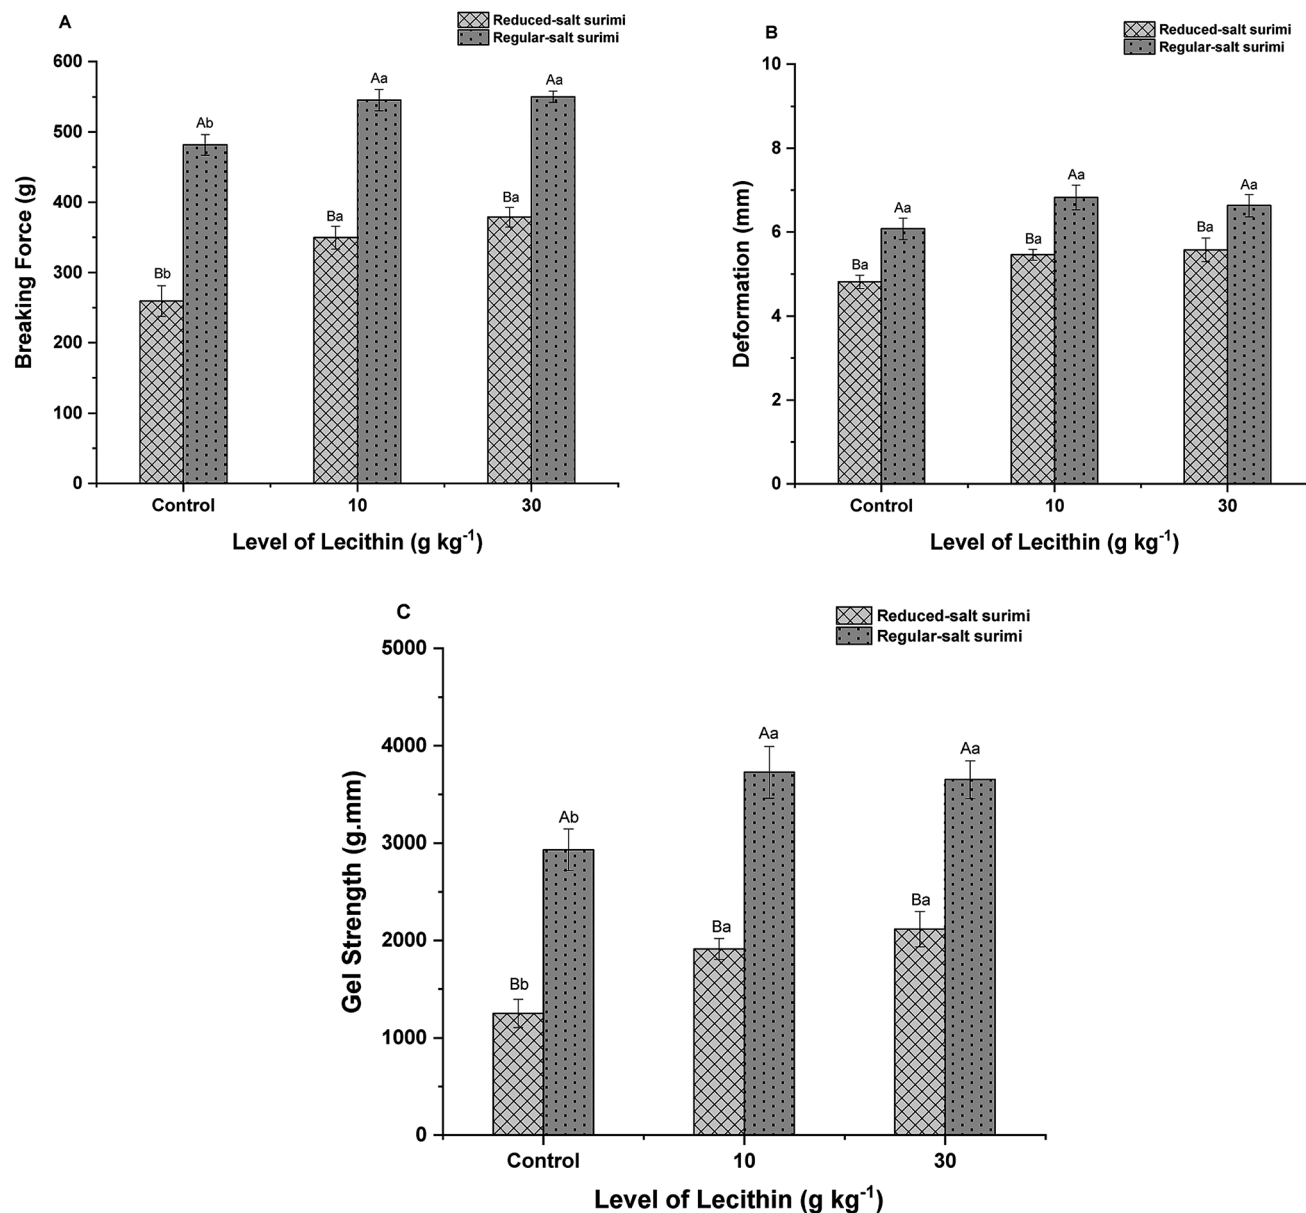 A
Reduced-salt surimi
Regular-salt surimi
600
500
400
300
200
100
0
Breaking Force (g)
Bb
Ab
Ba
Aa
Ba
Aa
Control
10
30
Level of Lecithin (g kg-1)
B
Reduced-salt surimi
Regular-salt surimi
10
8
6
4
2
0
Deformation (mm)
Ba
Aa
Ba
Aa
Ba
Aa
Control
10
30
Level of Lecithin (g kg-1)
C
Reduced-salt surimi
Regular-salt surimi
5000
4000
3000
2000
1000
0
Gel Strength (g.mm)
Bb
Ab
Ba
Aa
Ba
Aa
Control
10
30
Level of Lecithin (g kg-1)